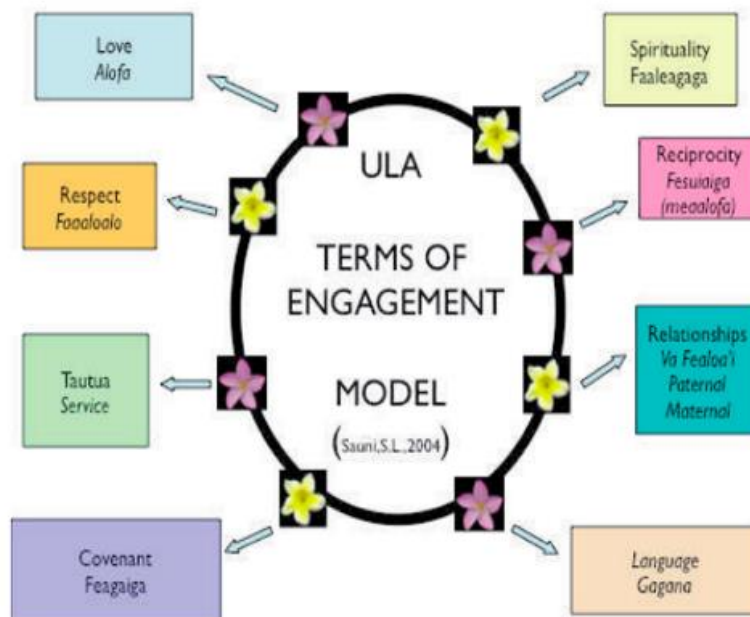 Love
Alofa
Spirituality
Faaleagaga
ULA
Respect
Faaaloalo
Reciprocity
Fesuiaiga
(meaalofa)
TERMS OF
ENGAGEMENT
Tautua
Service
Relationships
Va Fealoa'i
Paternal
Maternal
MODEL
(Sauni,S.L.,2004)
Covenant
Feagaiga
Language
Gagana